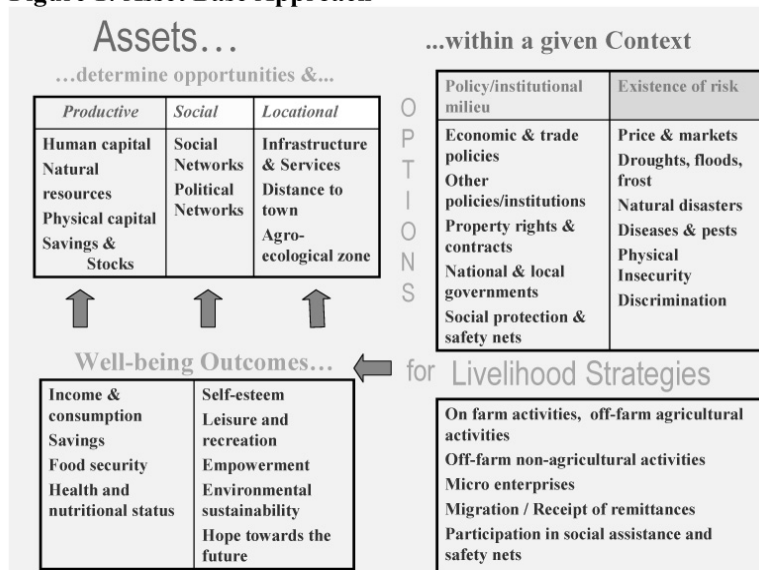 Figure 1: Asset Base Approach
Assets…
…determine opportunities &...
Productive
Human capital
Natural
resources
Physical capital
Savings &
Stocks
Social
Social
Networks
Political
Networks
Locational
Infrastructure
& Services
Distance to
town
Agro-
ecological zone
OPTIONS
...within a given Context
Policy/institutional
milieu
Economic & trade
policies
Other
policies/institutions
Property rights &
contracts
National & local
governments
Social protection &
safety nets
Existence of risk
Price & markets
Droughts, floods,
frost
Natural disasters
Diseases & pests
Physical
Insecurity
Discrimination
for Livelihood Strategies
On farm activities, off-farm agricultural
activities
Off-farm non-agricultural activities
Micro enterprises
Migration / Receipt of remittances
Participation in social assistance and
safety nets
Well-being Outcomes…
Income &
consumption
Savings
Food security
Health and
nutritional status
Self-esteem
Leisure and
recreation
Empowerment
Environmental
sustainability
Hope towards the
future